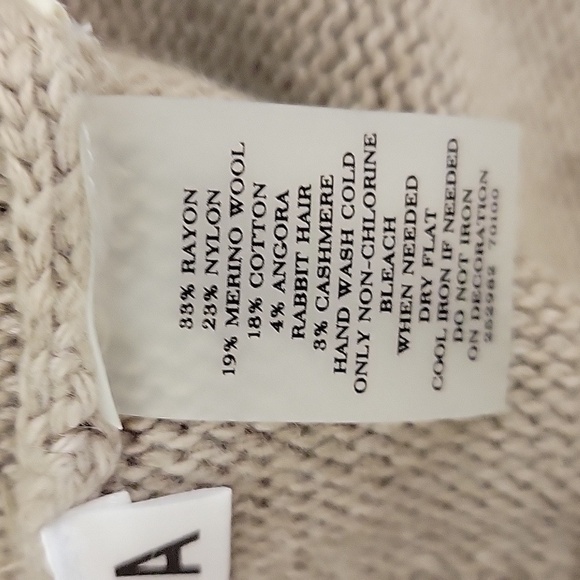 33% RAYON
23% NYLON
19% MERINO WOOL
18% COTTON
4% ANGORA
RABBIT HAIR
3% CASHMERE
HAND WASH COLD
ONLY NON-CHLORINE
BLEACH
WHEN NEEDED
DRY FLAT
COOL IRON IF NEEDED
DO NOT IRON
ON DECORATION
252982 70100
A